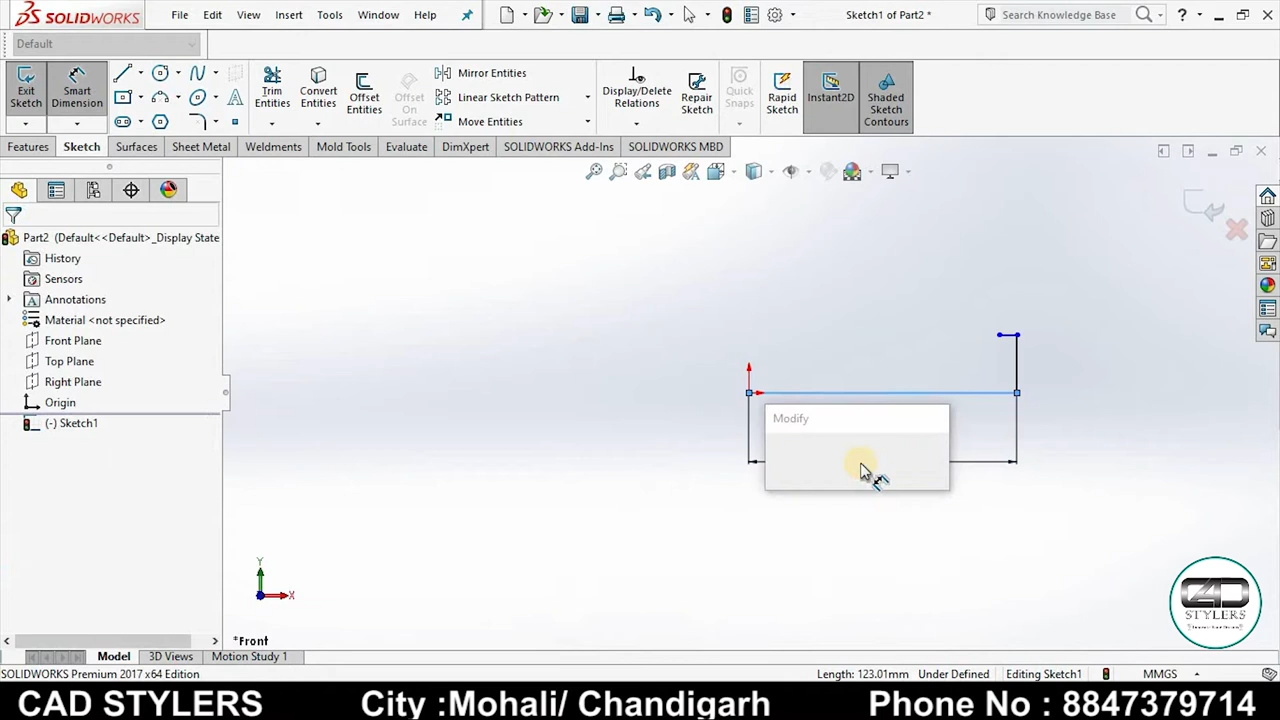 SOLIDWORKS File Edit View Insert Tools Window Help Sketch1 of Part2 * Search Knowledge Base ?
Default
Exit Sketch
Smart Dimension
Trim Entities
Convert Entities
Offset Entities
Offset On Surface
Mirror Entities
Linear Sketch Pattern
Move Entities
Display/Delete Relations
Repair Sketch
Quick Snaps
Rapid Sketch
Instant2D
Shaded Sketch Contours
Features Sketch Surfaces Sheet Metal Weldments Mold Tools Evaluate DimXpert SOLIDWORKS Add-Ins SOLIDWORKS MBD
Part2 (Default<<Default>_Display State
History
Sensors
Annotations
Material <not specified>
Front Plane
Top Plane
Right Plane
Origin
(-) Sketch1
Modify
Y
X
*Front
CAD
STYLERS
Model 3D Views Motion Study 1
SOLIDWORKS Premium 2017 x64 Edition Length: 123.01mm Under Defined Editing Sketch1 MMGS
CAD STYLERS City :Mohali/ Chandigarh Phone No : 8847379714